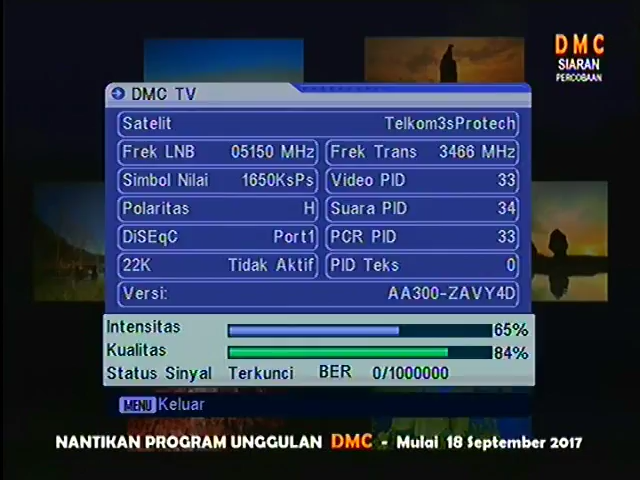 DMC
SIARAN
PERCOBAAN
DMC TV
Satelit Telkom3sProtech
Frek LNB 05150 MHz Frek Trans 3466 MHz
Simbol Nilai 1650KsPs Video PID 33
Polaritas H Suara PID 34
DiSEqC Port1 PCR PID 33
22K Tidak Aktif PID Teks 0
Versi: AA300-ZAVY4D
Intensitas 65%
Kualitas 84%
Status Sinyal Terkunci BER 0/1000000
MENU Keluar
NANTIKAN PROGRAM UNGGULAN DMC - Mulai 18 September 2017